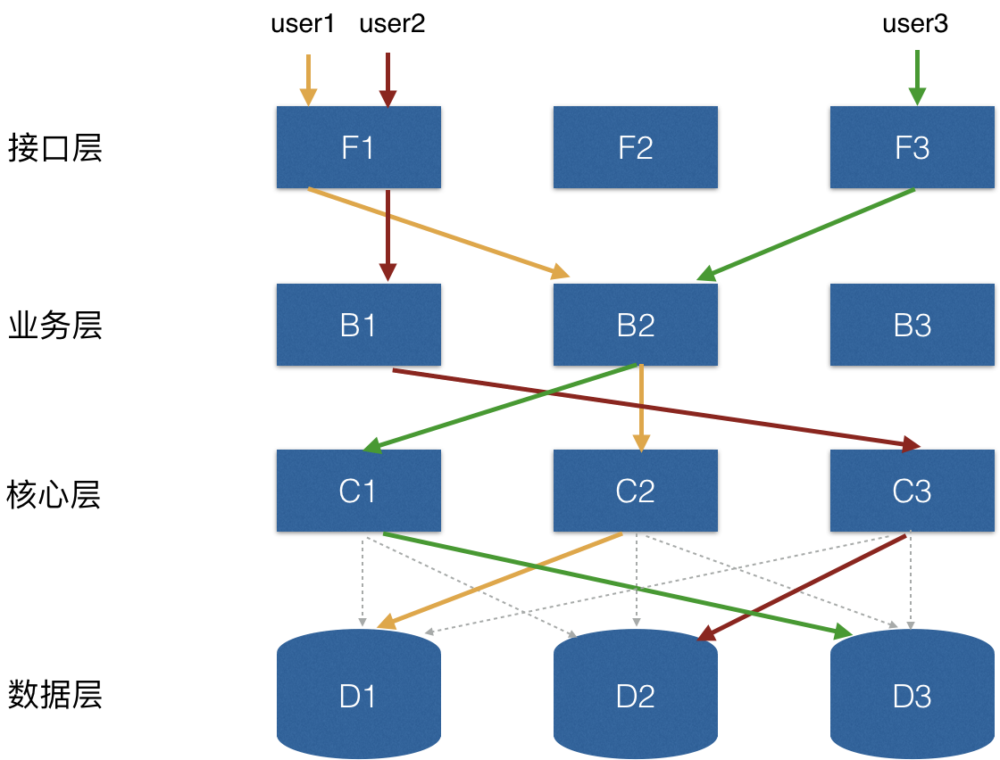 user1 user2 user3
接口层 F1 F2 F3
业务层 B1 B2 B3
核心层 C1 C2 C3
数据层 D1 D2 D3